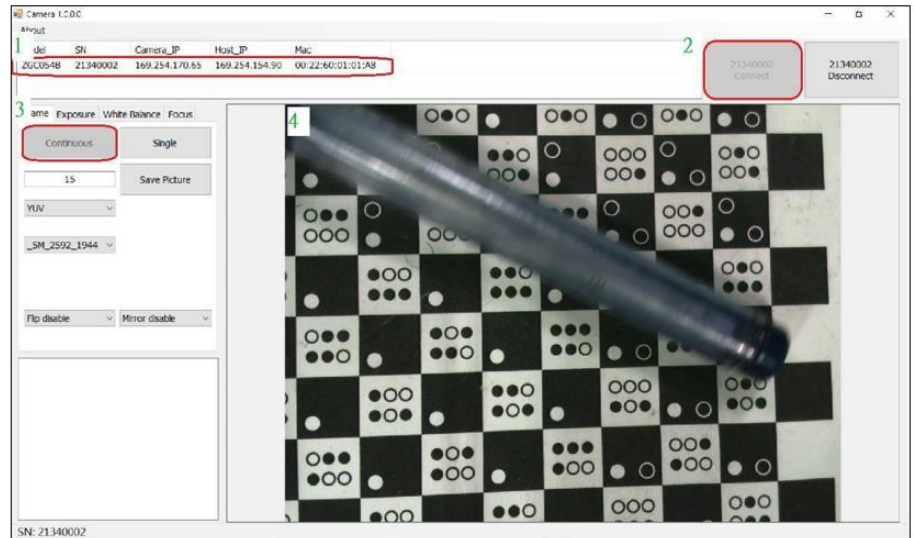 Camera 1.0.0.0
About
1
del SN Camera_IP Host_IP Mac
ZGC054B 21340002 169.254.170.65 169.254.154.90 00:22:60:01:01:A8
2
21340002
Connect
21340002
Disconnect
3
ame Exposure White Balance Focus
Continuous Single
15 Save Picture
YUV
_5M_2592_1944
Flip disable Mirror disable
4
SN: 21340002